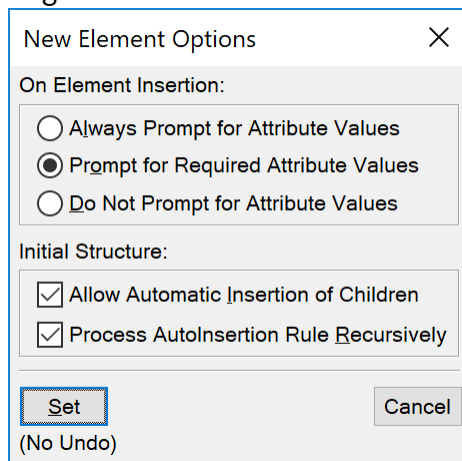 New Element Options
On Element Insertion:
Always Prompt for Attribute Values
Prompt for Required Attribute Values
Do Not Prompt for Attribute Values
Initial Structure:
Allow Automatic Insertion of Children
Process AutoInsertion Rule Recursively
Set Cancel
(No Undo)